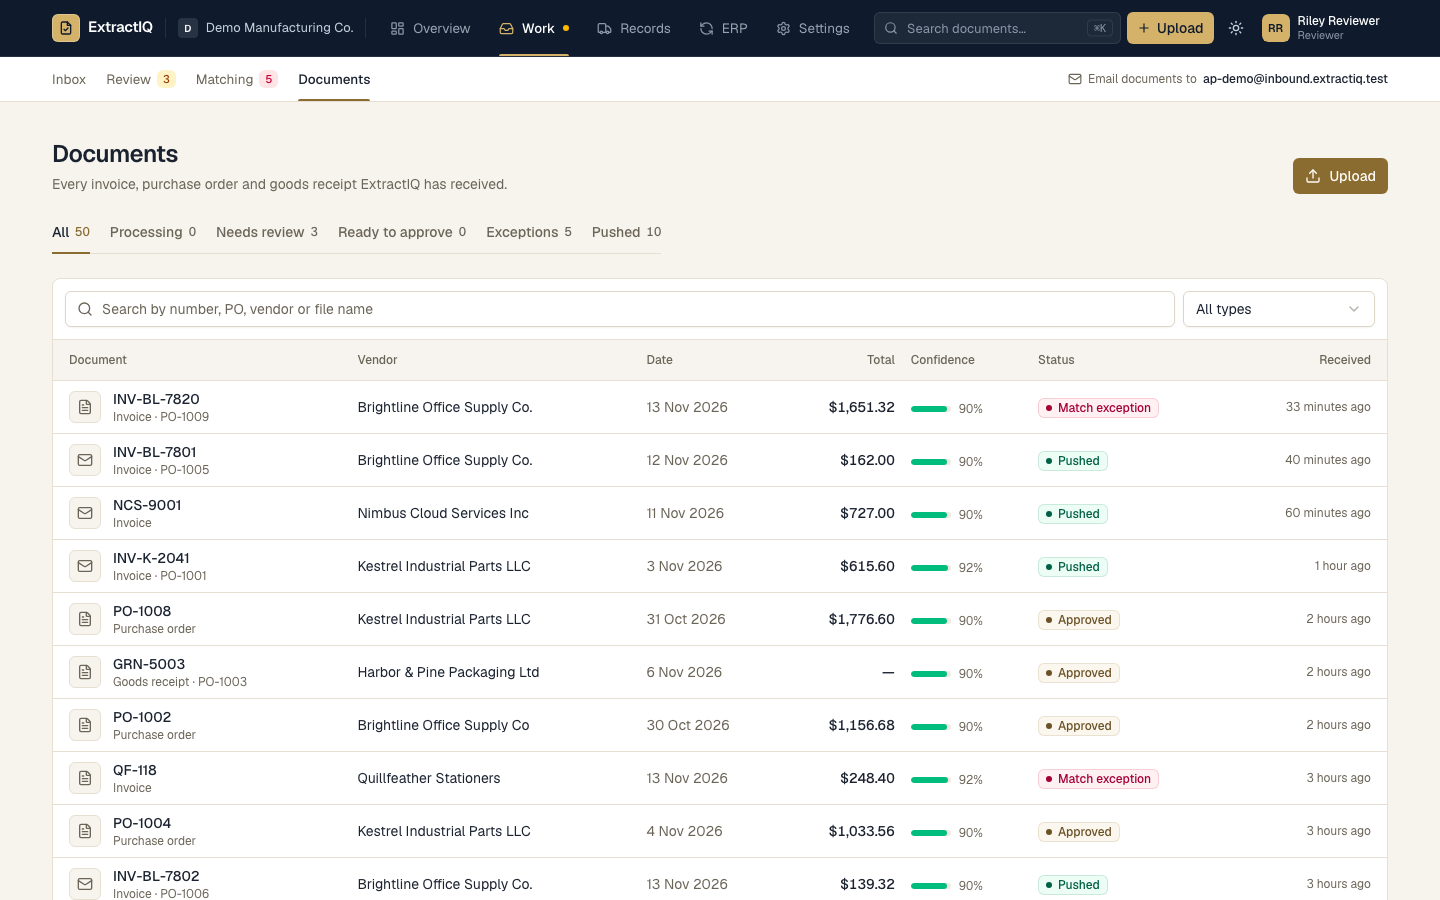 ExtractIQ D Demo Manufacturing Co. Overview Work Records ERP Settings Search documents... ⌘K + Upload RR Riley Reviewer
Reviewer
Inbox Review 3 Matching 5 Documents Email documents to ap-demo@inbound.extractiq.test
Documents
Every invoice, purchase order and goods receipt ExtractIQ has received.
Upload
All 50 Processing 0 Needs review 3 Ready to approve 0 Exceptions 5 Pushed 10
Search by number, PO, vendor or file name All types
Document Vendor Date Total Confidence Status Received
INV-BL-7820 Brightline Office Supply Co. 13 Nov 2026 $1,651.32 90% Match exception 33 minutes ago
Invoice · PO-1009
INV-BL-7801 Brightline Office Supply Co. 12 Nov 2026 $162.00 90% Pushed 40 minutes ago
Invoice · PO-1005
NCS-9001 Nimbus Cloud Services Inc 11 Nov 2026 $727.00 90% Pushed 60 minutes ago
Invoice
INV-K-2041 Kestrel Industrial Parts LLC 3 Nov 2026 $615.60 92% Pushed 1 hour ago
Invoice · PO-1001
PO-1008 Kestrel Industrial Parts LLC 31 Oct 2026 $1,776.60 90% Approved 2 hours ago
Purchase order
GRN-5003 Harbor & Pine Packaging Ltd 6 Nov 2026 — 90% Approved 2 hours ago
Goods receipt · PO-1003
PO-1002 Brightline Office Supply Co 30 Oct 2026 $1,156.68 90% Approved 2 hours ago
Purchase order
QF-118 Quillfeather Stationers 13 Nov 2026 $248.40 92% Match exception 3 hours ago
Invoice
PO-1004 Kestrel Industrial Parts LLC 4 Nov 2026 $1,033.56 90% Approved 3 hours ago
Purchase order
INV-BL-7802 Brightline Office Supply Co. 13 Nov 2026 $139.32 90% Pushed 3 hours ago
Invoice · PO-1006